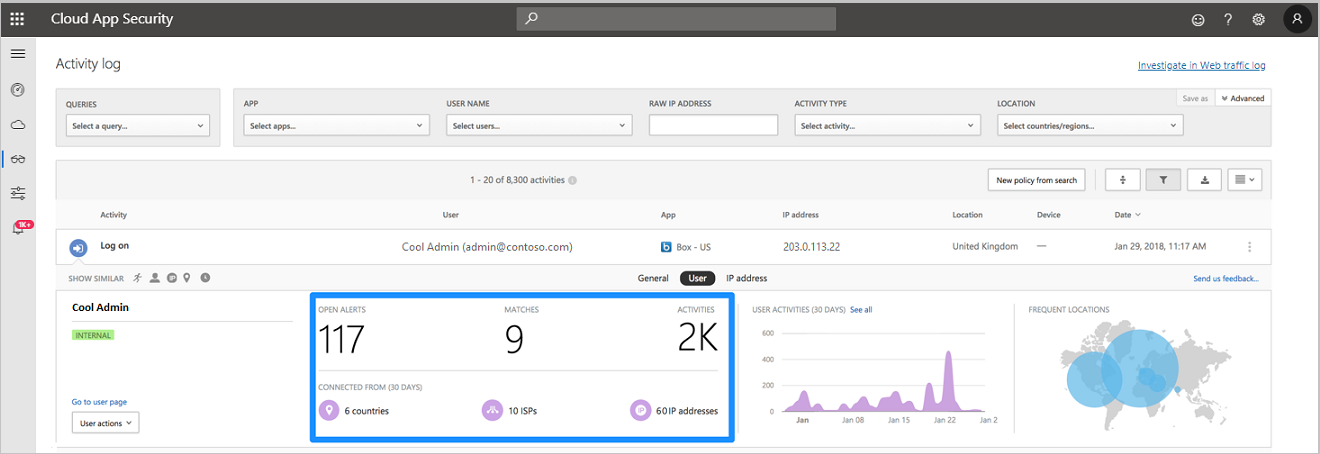 Cloud App Security
?
Activity log
Investigate in Web traffic log
QUERIES
Select a query...
APP
Select apps...
USER NAME
Select users...
RAW IP ADDRESS
ACTIVITY TYPE
Select activity...
LOCATION
Select countries/regions...
Save as
Advanced
1 - 20 of 8,300 activities
New policy from search
1K+
Activity User App IP address Location Device Date
Log on Cool Admin (admin@contoso.com) Box - US 203.0.113.22 United Kingdom — Jan 29, 2018, 11:17 AM
SHOW SIMILAR
General User IP address
Send us feedback...
Cool Admin
INTERNAL
Go to user page
User actions
OPEN ALERTS MATCHES ACTIVITIES
117 9 2K
CONNECTED FROM (30 DAYS)
6 countries 10 ISPs IP 60 IP addresses
USER ACTIVITIES (30 DAYS) See all
600
400
200
0
Jan Jan 08 Jan 15 Jan 22 Jan 2
FREQUENT LOCATIONS